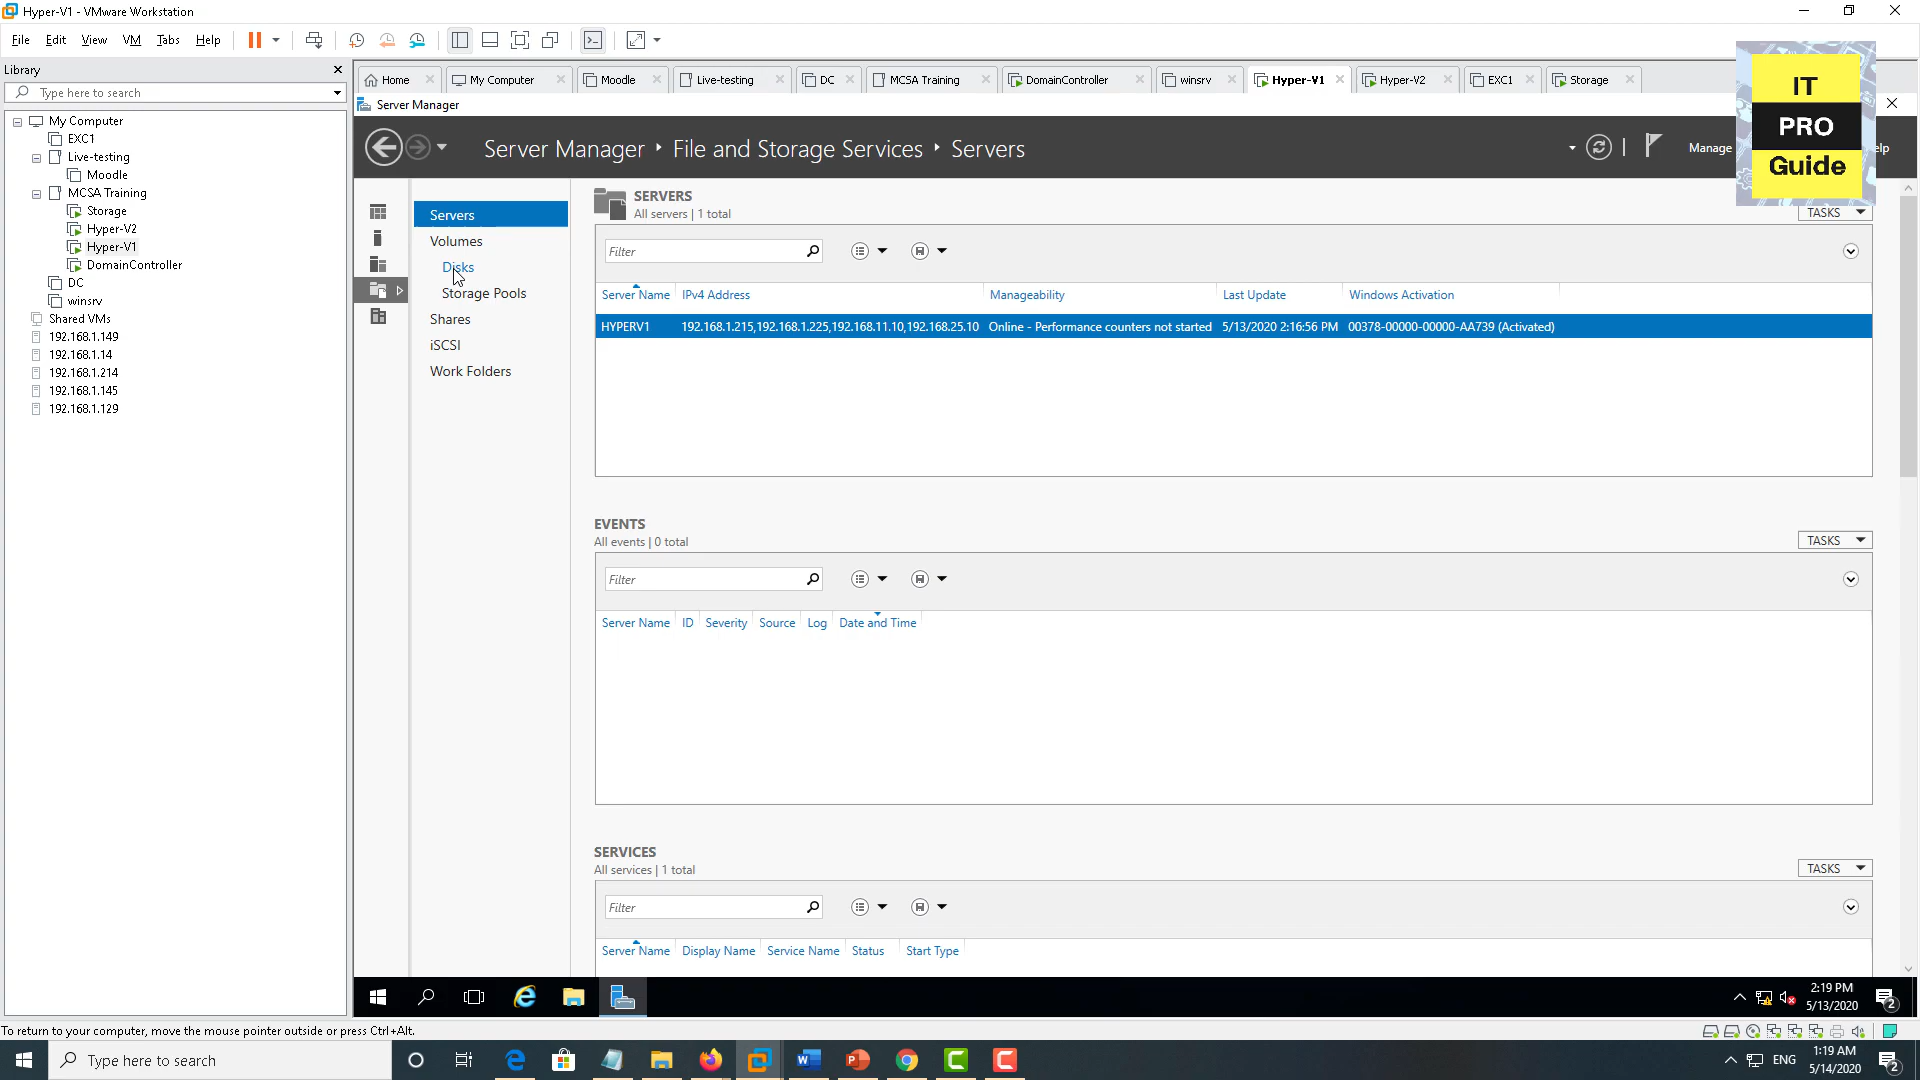 Hyper-V1 - VMware Workstation
File Edit View VM Tabs Help
Library
Type here to search
My Computer
EXC1
Live-testing
Moodle
MCSA Training
Storage
Hyper-V2
Hyper-V1
DomainController
DC
winsrv
Shared VMs
192.168.1.149
192.168.1.14
192.168.1.214
192.168.1.145
192.168.1.129
Home My Computer Moodle Live-testing DC MCSA Training DomainController winsrv Hyper-V1 Hyper-V2 EXC1 Storage
Server Manager
Server Manager File and Storage Services Servers
Manage
IT
PRO
Guide
Servers
Volumes
Disks
Storage Pools
Shares
iSCSI
Work Folders
SERVERS
All servers | 1 total
TASKS
Filter
Server Name IPv4 Address Manageability Last Update Windows Activation
HYPERV1 192.168.1.215,192.168.1.225,192.168.11.10,192.168.25.10 Online - Performance counters not started 5/13/2020 2:16:56 PM 00378-00000-00000-AA739 (Activated)
EVENTS
All events | 0 total
TASKS
Filter
Server Name ID Severity Source Log Date and Time
SERVICES
All services | 1 total
TASKS
Filter
Server Name Display Name Service Name Status Start Type
2:19 PM
5/13/2020
2
To return to your computer, move the mouse pointer outside or press Ctrl+Alt.
Type here to search
ENG
1:19 AM
5/14/2020
2